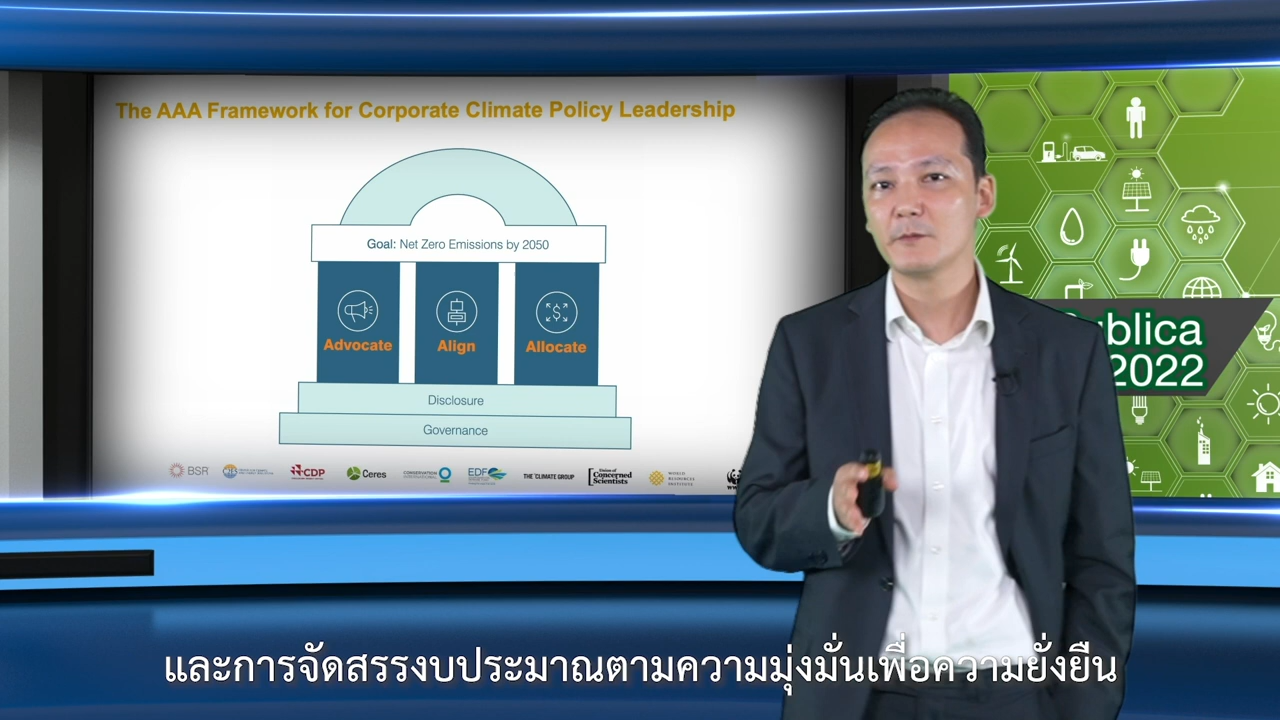 The AAA Framework for Corporate Climate Policy Leadership
Goal: Net Zero Emissions by 2050
Advocate
Align
Allocate
Disclosure
Governance
BSR
CDP
Ceres
EDF
THE °CLIMATE GROUP
Union of
Concerned
Scientists
WORLD
RESOURCES
INSTITUTE
ublica
2022
และการจัดสรรงบประมาณตามความมุ่งมั่นเพื่อความยั่งยืน